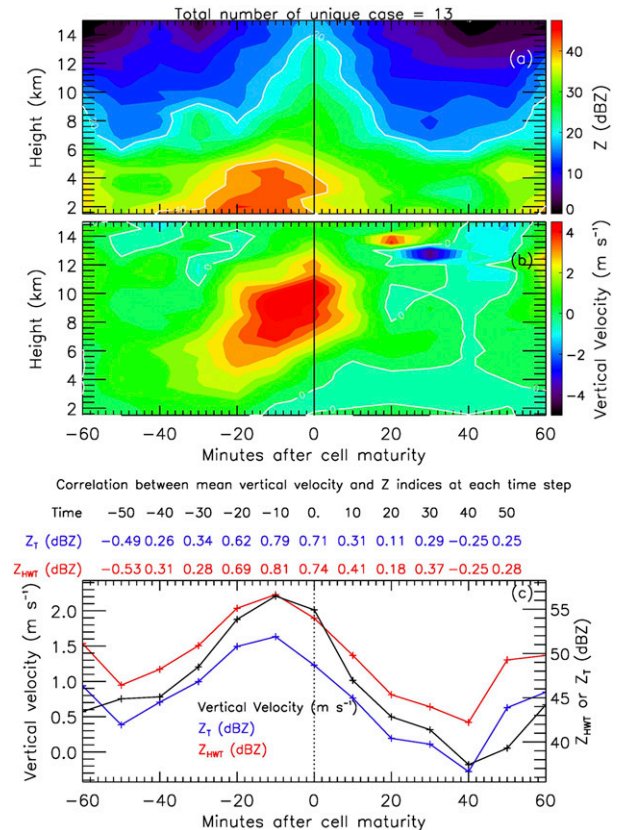 Total number of unique case = 13
14
12
10
8
6
4
2
Height (km)
20
(a)
40
30
20
10
0
Z (dBZ)
14
12
10
8
6
4
2
Height (km)
0
0
0
0
0
(b)
4
2
0
−2
−4
Vertical Velocity (m s⁻¹)
−60 −40 −20 0 20 40 60
Minutes after cell maturity
Correlation between mean vertical velocity and Z indices at each time step
Time −50 −40 −30 −20 −10 0. 10. 20 30 40 50
Z_T (dBZ) −0.49 0.26 0.34 0.62 0.79 0.71 0.31 0.11 0.29 −0.25 0.25
Z_HWT (dBZ) −0.53 0.31 0.28 0.69 0.81 0.74 0.41 0.18 0.37 −0.25 0.28
(c)
2.0
1.5
1.0
0.5
0.0
Vertical velocity (m s⁻¹)
Vertical Velocity (m s⁻¹)
Z_T (dBZ)
Z_HWT (dBZ)
55
50
45
40
Z_HWT or Z_T (dBZ)
−60 −40 −20 0 20 40 60
Minutes after cell maturity